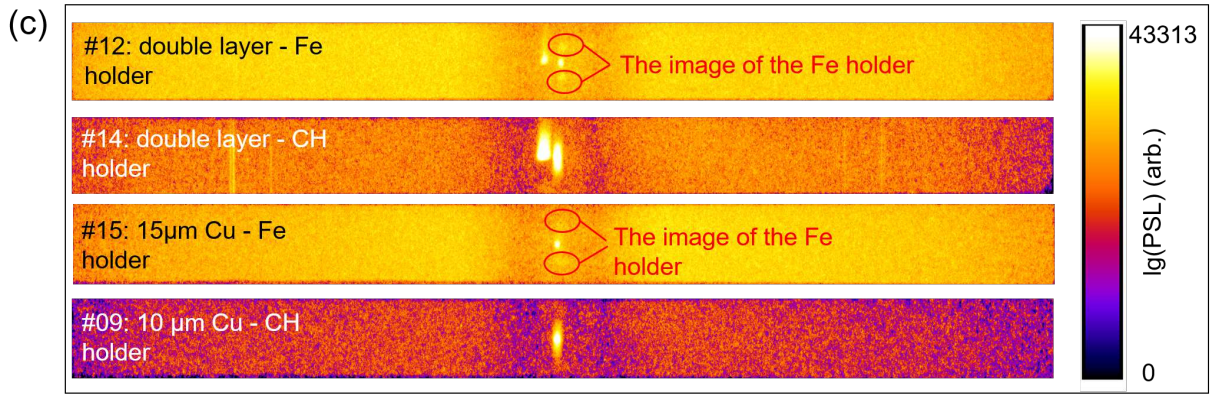 (c)
#12: double layer - Fe
holder
The image of the Fe holder
#14: double layer - CH
holder
#15: 15µm Cu - Fe
holder
The image of the Fe
holder
#09: 10 µm Cu - CH
holder
43313
lg(PSL) (arb.)
0